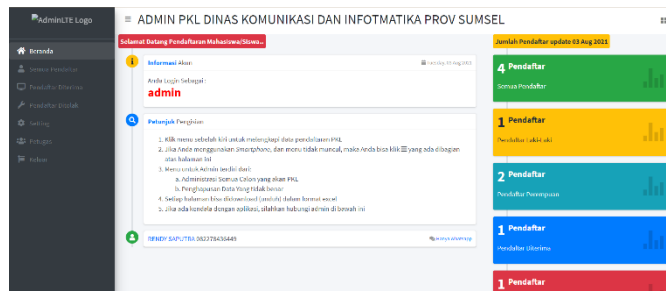 AdminLTE Logo
ADMIN PKL DINAS KOMUNIKASI DAN INFOTMATIKA PROV SUMSEL
Beranda
Semua Pendaftar
Pendaftar Diterima
Pendaftar Ditolak
Setting
Petugas
Keluar
Selamat Datang Pendaftaran Mahasiswa/Siswa..
Informasi Akun
Tuesday 03 Aug 2021
Anda Login Sebagai :
admin
Petunjuk Pengisian
1. Klik menu sebelah kiri untuk melengkapi data pendaftaran PKL
2. Jika Anda menggunakan Smartphone, dan menu tidak muncul, maka Anda bisa klik ☰ yang ada dibagian
atas halaman ini
3. Menu untuk Admin terdiri dari:
a. Administrasi Semua Calon yang akan PKL
b. Penghapusan Data Yang tidak benar
4. Setiap halaman bisa didownload (unduh) dalam format excel
5. Jika ada kendala dengan aplikasi, silahkan hubungi admin di bawah ini
RENDY SAPUTRA 082278436449
Jumlah Pendaftar update 03 Aug 2021
4 Pendaftar
Semua Pendaftar
1 Pendaftar
Pendaftar Laki-Laki
2 Pendaftar
Pendaftar Perempuan
1 Pendaftar
Pendaftar Diterima
1 Pendaftar